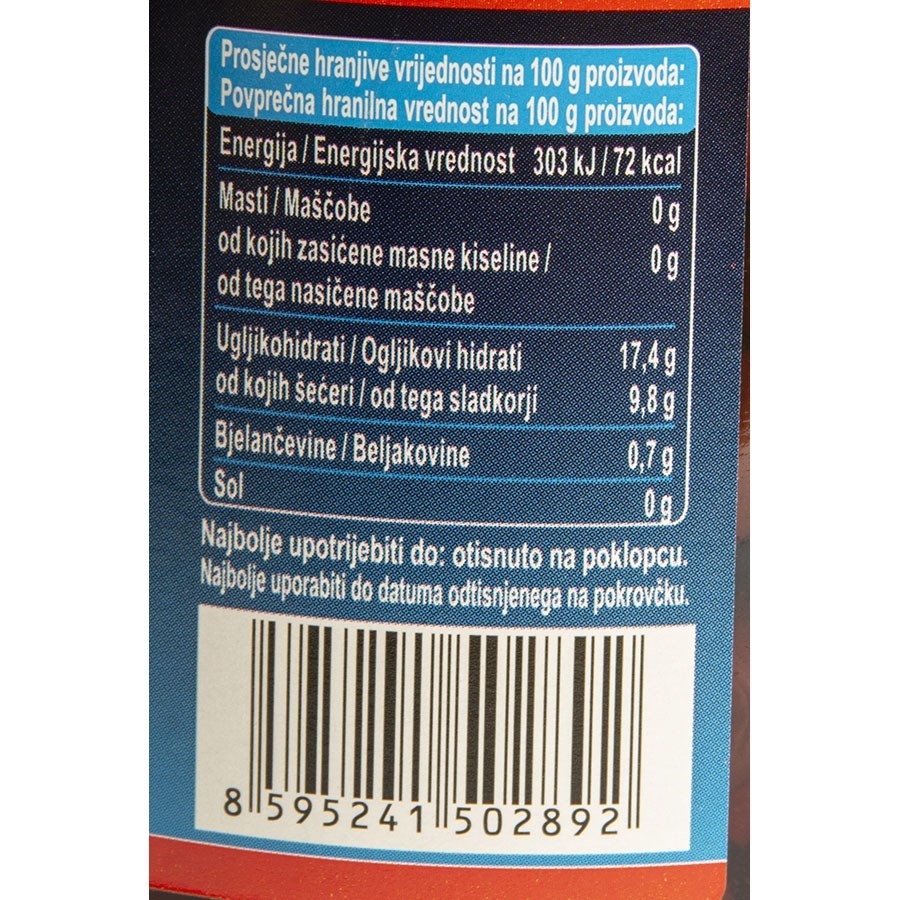 Prosječne hranjive vrijednosti na 100 g proizvoda:
Povprečna hranilna vrednost na 100 g proizvoda:
Energija / Energijska vrednost 303 kJ / 72 kcal
Masti / Maščobe 0 g
od kojih zasićene masne kiseline / 0 g
od tega nasičene maščobe
Ugljikohidrati / Ogljikovi hidrati 17,4 g
od kojih šećeri / od tega sladkorji 9,8 g
Bjelančevine / Beljakovine 0,7 g
Sol 0 g
Najbolje upotrijebiti do: otisnuto na poklopcu.
Najbolje uporabiti do datuma odtisnjenega na pokrovčku.
8 595241 502892